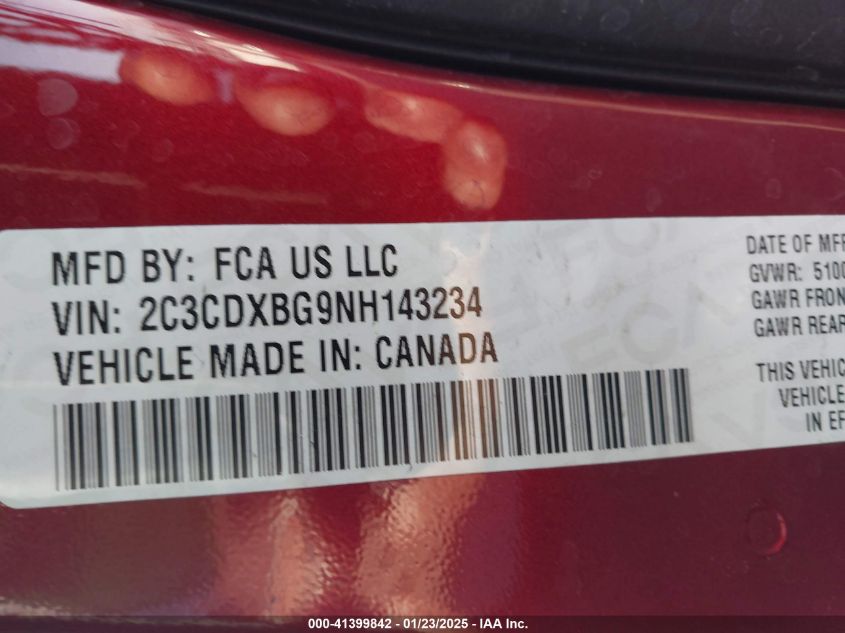 MFD BY: FCA US LLC
VIN: 2C3CDXBG9NH143234
VEHICLE MADE IN: CANADA
DATE OF MFR
GVWR: 5100
GAWR FRON
GAWR REAR
THIS VEHIC
VEHICLE
IN EF
000-41399842 - 01/23/2025 - IAA Inc.